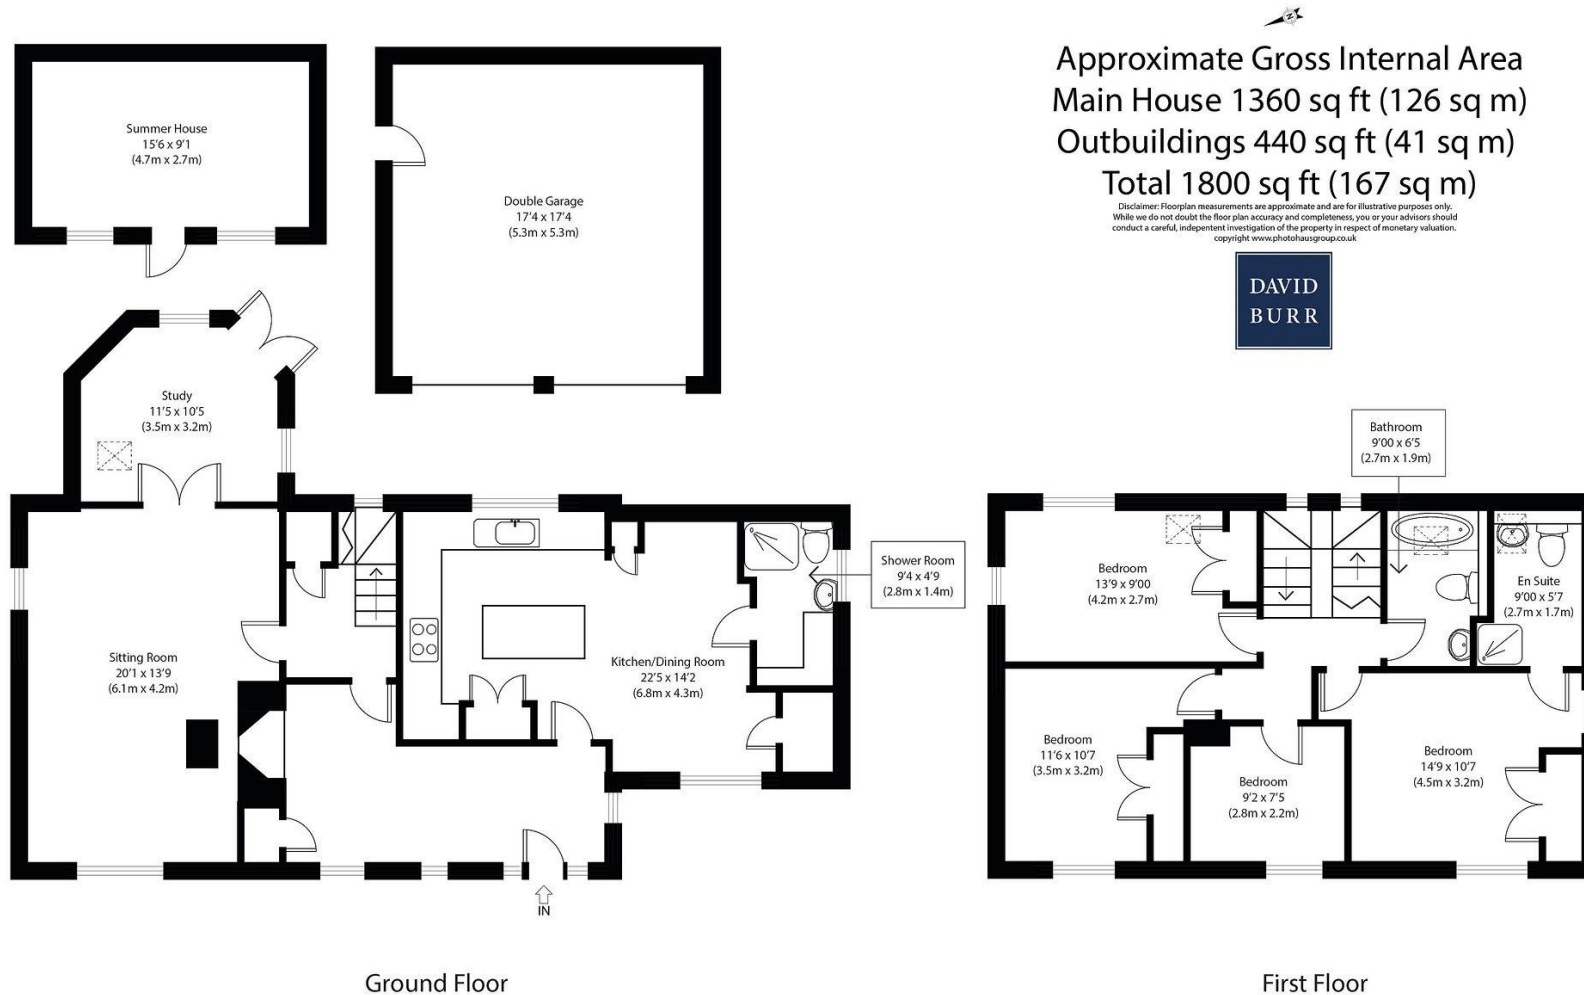 N
Approximate Gross Internal Area
Main House 1360 sq ft (126 sq m)
Outbuildings 440 sq ft (41 sq m)
Total 1800 sq ft (167 sq m)
Disclaimer: Floorplan measurements are approximate and are for illustrative purposes only.
While we do not doubt the floor plan accuracy and completeness, you or your advisors should
conduct a careful, independent investigation of the property in respect of monetary valuation.
copyright www.photohausgroup.co.uk
DAVID
BURR
Summer House
15'6 x 9'1
(4.7m x 2.7m)
Double Garage
17'4 x 17'4
(5.3m x 5.3m)
Study
11'5 x 10'5
(3.5m x 3.2m)
Sitting Room
20'1 x 13'9
(6.1m x 4.2m)
Kitchen/Dining Room
22'5 x 14'2
(6.8m x 4.3m)
Shower Room
9'4 x 4'9
(2.8m x 1.4m)
IN
Ground Floor
Bathroom
9'00 x 6'5
(2.7m x 1.9m)
Bedroom
13'9 x 9'00
(4.2m x 2.7m)
En Suite
9'00 x 5'7
(2.7m x 1.7m)
Bedroom
11'6 x 10'7
(3.5m x 3.2m)
Bedroom
9'2 x 7'5
(2.8m x 2.2m)
Bedroom
14'9 x 10'7
(4.5m x 3.2m)
First Floor